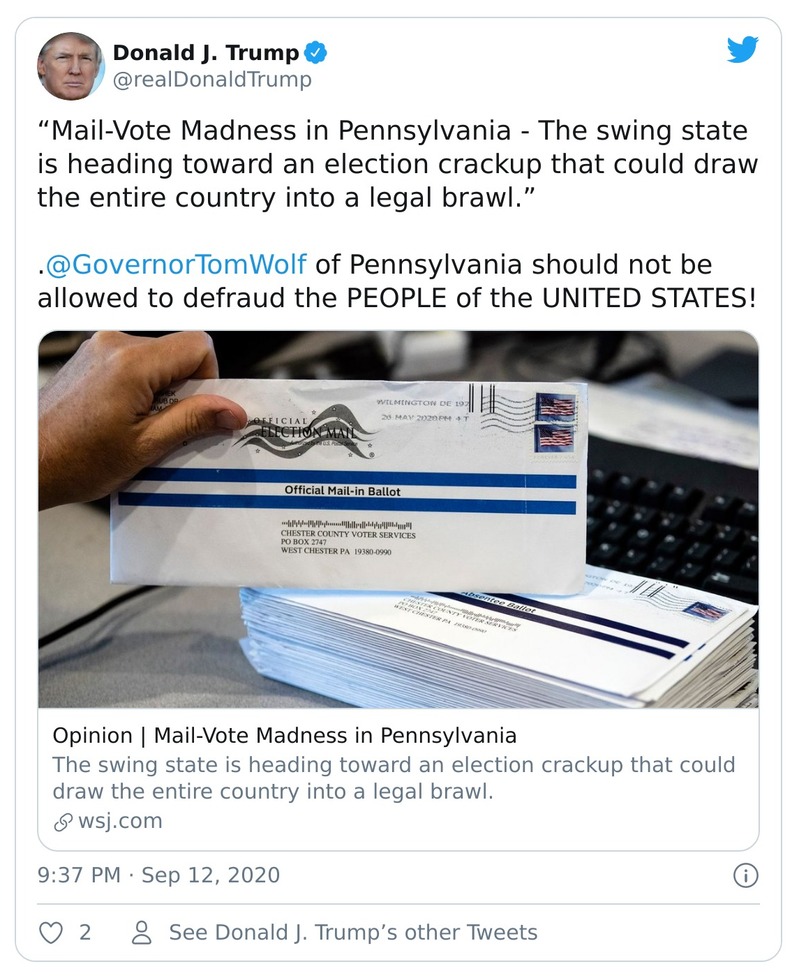 Donald J. Trump
@realDonaldTrump
“Mail-Vote Madness in Pennsylvania - The swing state
is heading toward an election crackup that could draw
the entire country into a legal brawl.”
.@GovernorTomWolf of Pennsylvania should not be
allowed to defraud the PEOPLE of the UNITED STATES!
WILMINGTON DE 197
20 MAY 2020 PM 4 T
OFFICIAL
ELECTION MAIL
Official Mail-in Ballot
CHESTER COUNTY VOTER SERVICES
PO BOX 2747
WEST CHESTER PA 19380-0990
Absentee Ballot
CHESTER COUNTY VOTER SERVICES
PO BOX 2747
WEST CHESTER PA 19380-0990
Opinion | Mail-Vote Madness in Pennsylvania
The swing state is heading toward an election crackup that could
draw the entire country into a legal brawl.
wsj.com
9:37 PM · Sep 12, 2020
2
See Donald J. Trump’s other Tweets